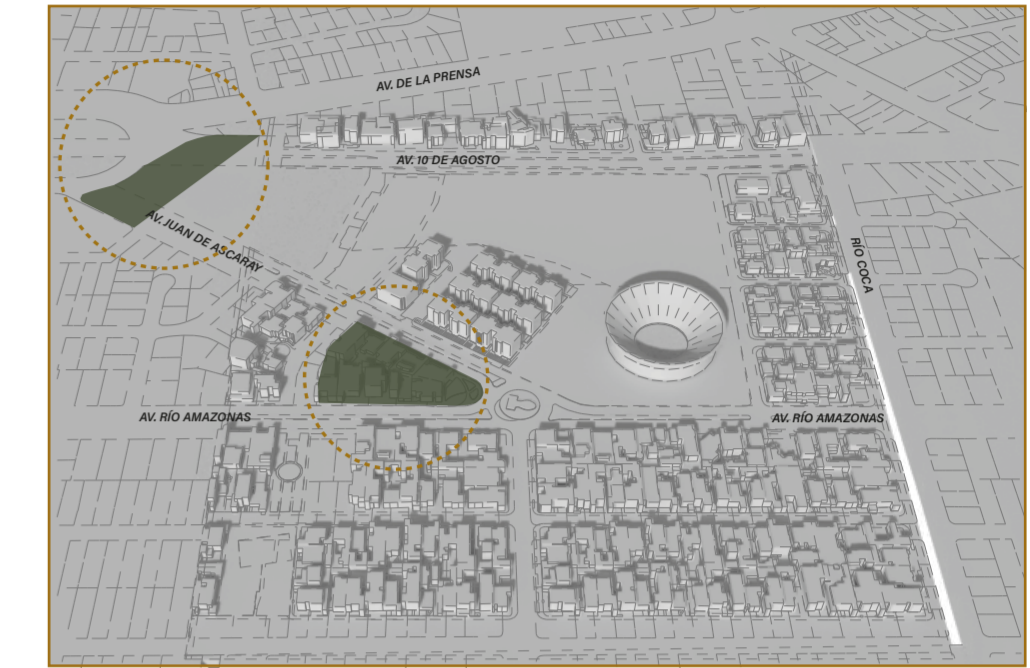 AV. DE LA PRENSA
AV. 10 DE AGOSTO
AV. JUAN DE ASCARAY
RÍO COCA
AV. RÍO AMAZONAS
AV. RÍO AMAZONAS